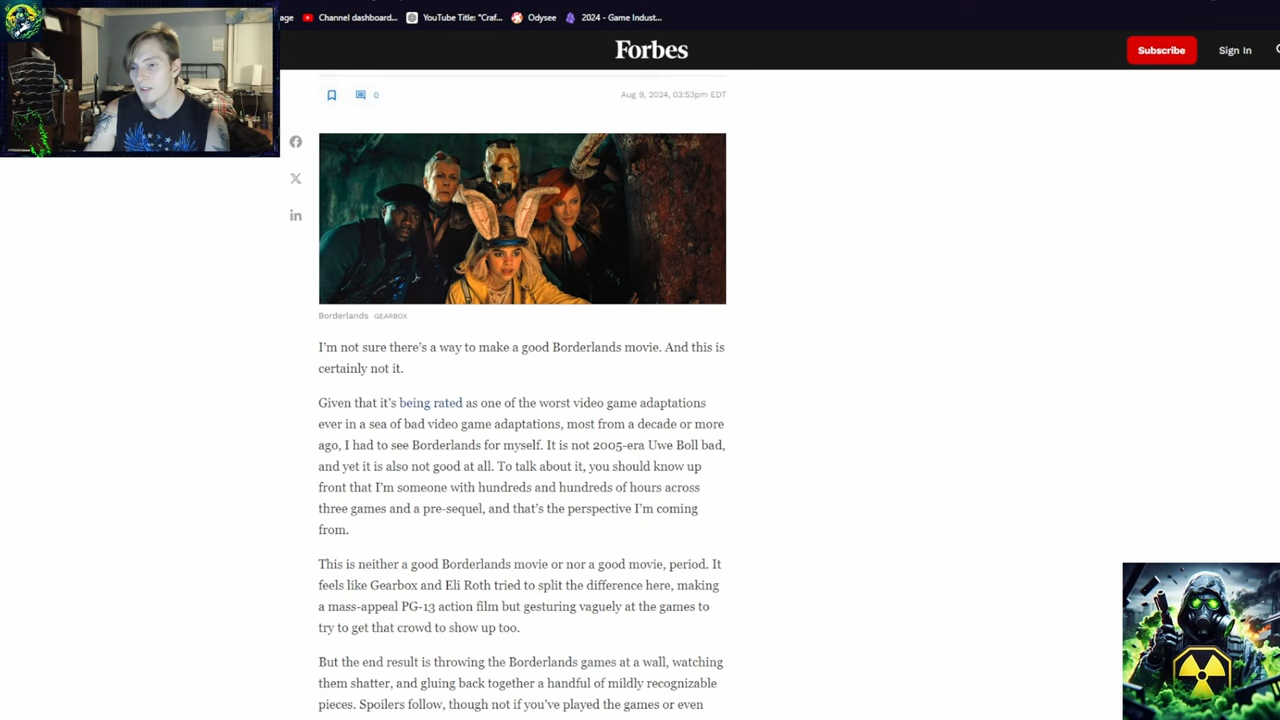 age
Channel dashboard...
YouTube Title: "Craf...
Odysee
2024 - Game Indust...
Forbes
Subscribe
Sign In
0
Aug 9, 2024, 03:53pm EDT
Borderlands GEARBOX
I'm not sure there's a way to make a good Borderlands movie. And this is
certainly not it.
Given that it's being rated as one of the worst video game adaptations
ever in a sea of bad video game adaptations, most from a decade or more
ago, I had to see Borderlands for myself. It is not 2005-era Uwe Boll bad,
and yet it is also not good at all. To talk about it, you should know up
front that I'm someone with hundreds and hundreds of hours across
three games and a pre-sequel, and that's the perspective I'm coming
from.
This is neither a good Borderlands movie or nor a good movie, period. It
feels like Gearbox and Eli Roth tried to split the difference here, making
a mass-appeal PG-13 action film but gesturing vaguely at the games to
try to get that crowd to show up too.
But the end result is throwing the Borderlands games at a wall, watching
them shatter, and gluing back together a handful of mildly recognizable
pieces. Spoilers follow, though not if you've played the games or even